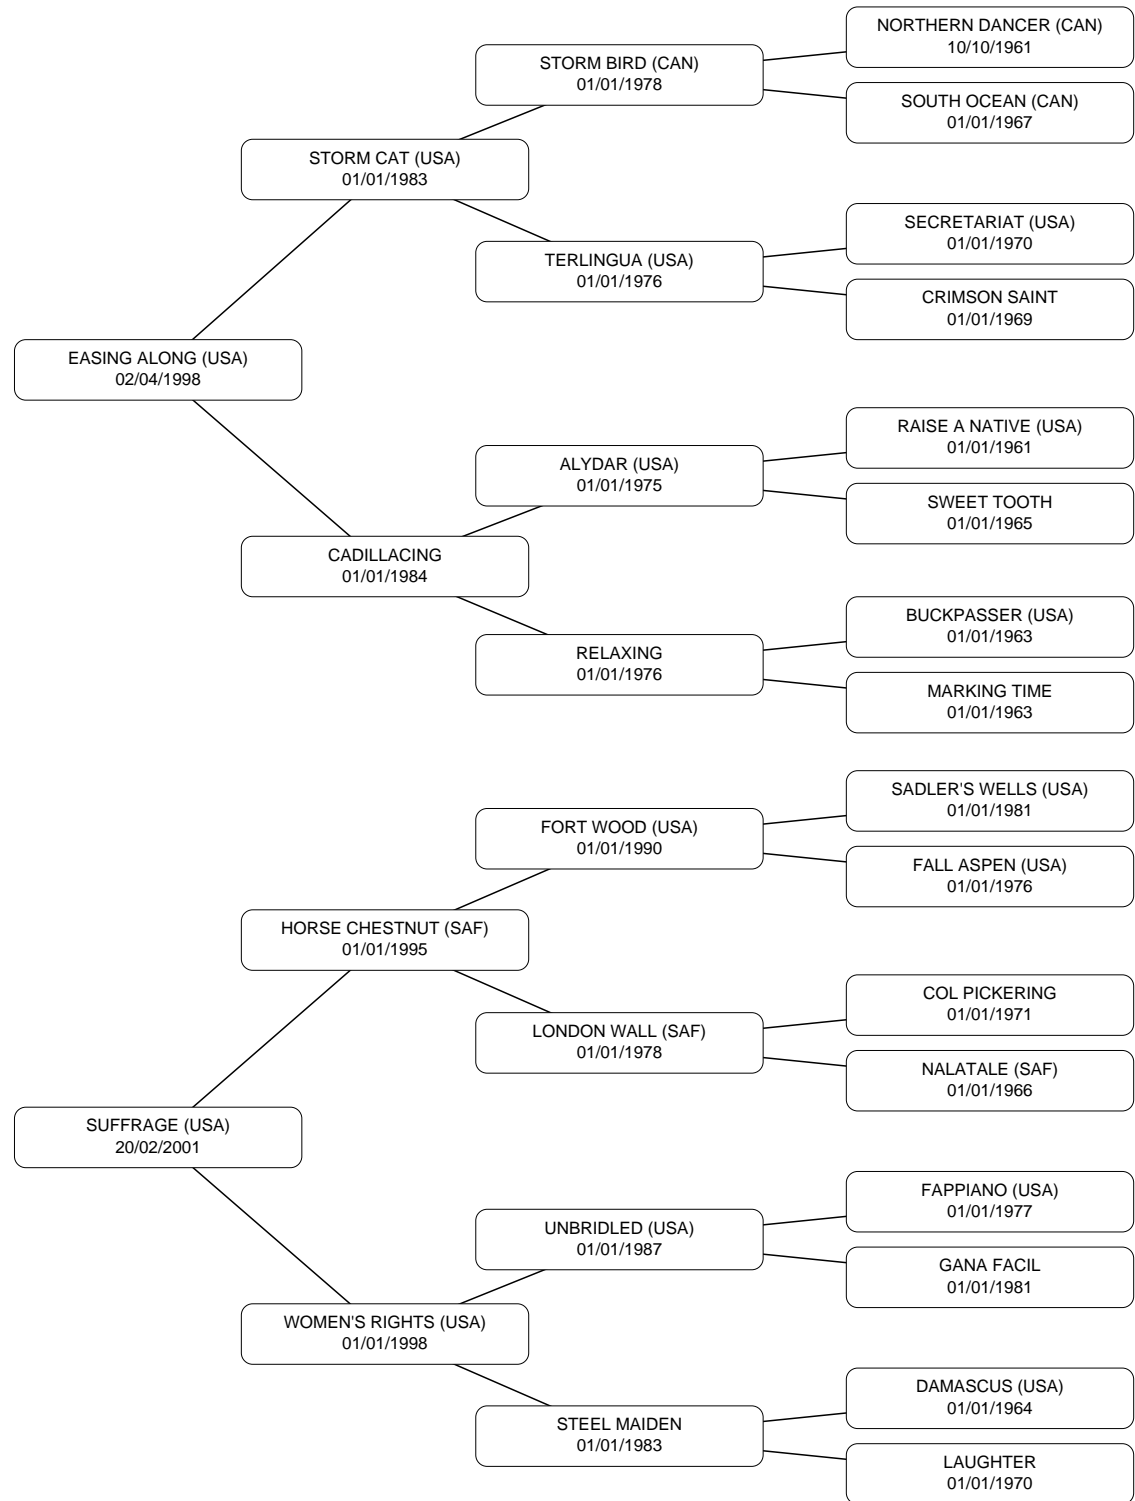 NORTHERN DANCER (CAN)
10/10/1961
STORM BIRD (CAN)
01/01/1978
SOUTH OCEAN (CAN)
01/01/1967
STORM CAT (USA)
01/01/1983
SECRETARIAT (USA)
01/01/1970
TERLINGUA (USA)
01/01/1976
CRIMSON SAINT
01/01/1969
EASING ALONG (USA)
02/04/1998
RAISE A NATIVE (USA)
01/01/1961
ALYDAR (USA)
01/01/1975
SWEET TOOTH
01/01/1965
CADILLACING
01/01/1984
BUCKPASSER (USA)
01/01/1963
RELAXING
01/01/1976
MARKING TIME
01/01/1963
SADLER'S WELLS (USA)
01/01/1981
FORT WOOD (USA)
01/01/1990
FALL ASPEN (USA)
01/01/1976
HORSE CHESTNUT (SAF)
01/01/1995
COL PICKERING
01/01/1971
LONDON WALL (SAF)
01/01/1978
NALATALE (SAF)
01/01/1966
SUFFRAGE (USA)
20/02/2001
FAPPIANO (USA)
01/01/1977
UNBRIDLED (USA)
01/01/1987
GANA FACIL
01/01/1981
WOMEN'S RIGHTS (USA)
01/01/1998
DAMASCUS (USA)
01/01/1964
STEEL MAIDEN
01/01/1983
LAUGHTER
01/01/1970